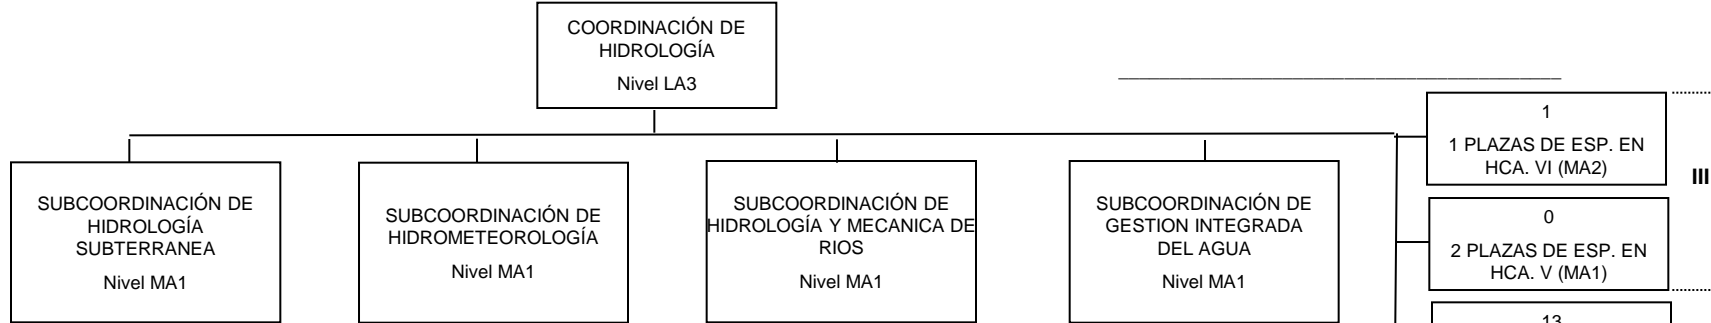 COORDINACIÓN DE
HIDROLOGÍA
Nivel LA3
SUBCOORDINACIÓN DE
HIDROLOGÍA
SUBTERRANEA
Nivel MA1
SUBCOORDINACIÓN DE
HIDROMETEOROLOGÍA
Nivel MA1
SUBCOORDINACIÓN DE
HIDROLOGÍA Y MECANICA DE
RIOS
Nivel MA1
SUBCOORDINACIÓN DE
GESTION INTEGRADA
DEL AGUA
Nivel MA1
1
1 PLAZAS DE ESP. EN
HCA. VI (MA2)
III
0
2 PLAZAS DE ESP. EN
HCA. V (MA1)
13